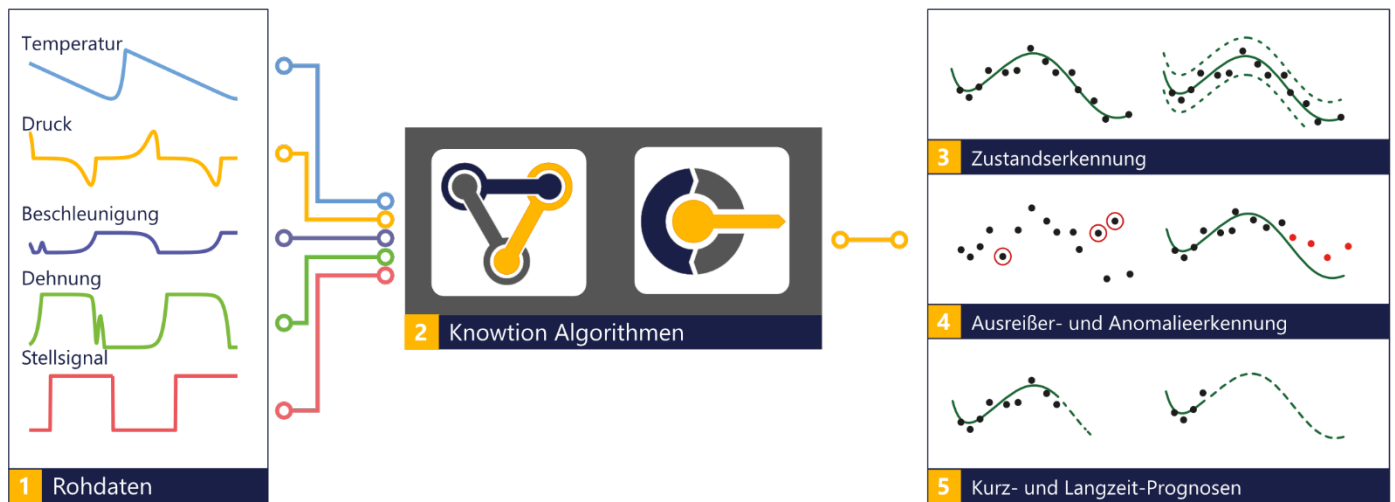 Temperatur
Druck
Beschleunigung
Dehnung
Stellsignal
1 Rohdaten
2 Knowtion Algorithmen
3 Zustandserkennung
4 Ausreißer- und Anomalieerkennung
5 Kurz- und Langzeit-Prognosen